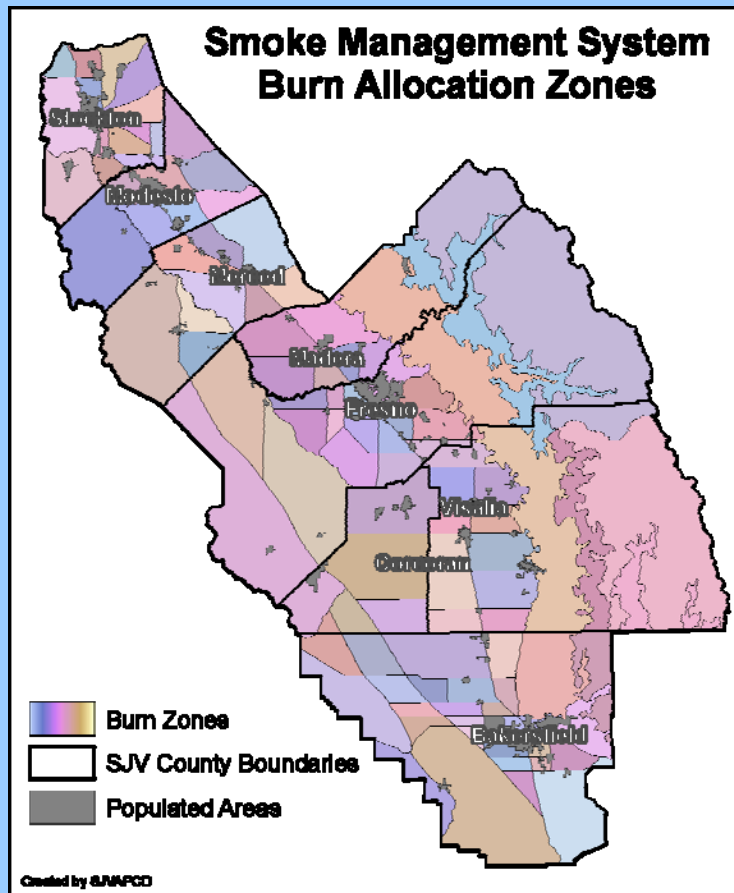 Smoke Management System
Burn Allocation Zones
Stockton
Modesto
Merced
Madera
Fresno
Visalia
Corcoran
Bakersfield
Burn Zones
SJV County Boundaries
Populated Areas
Created by SJVAPCD